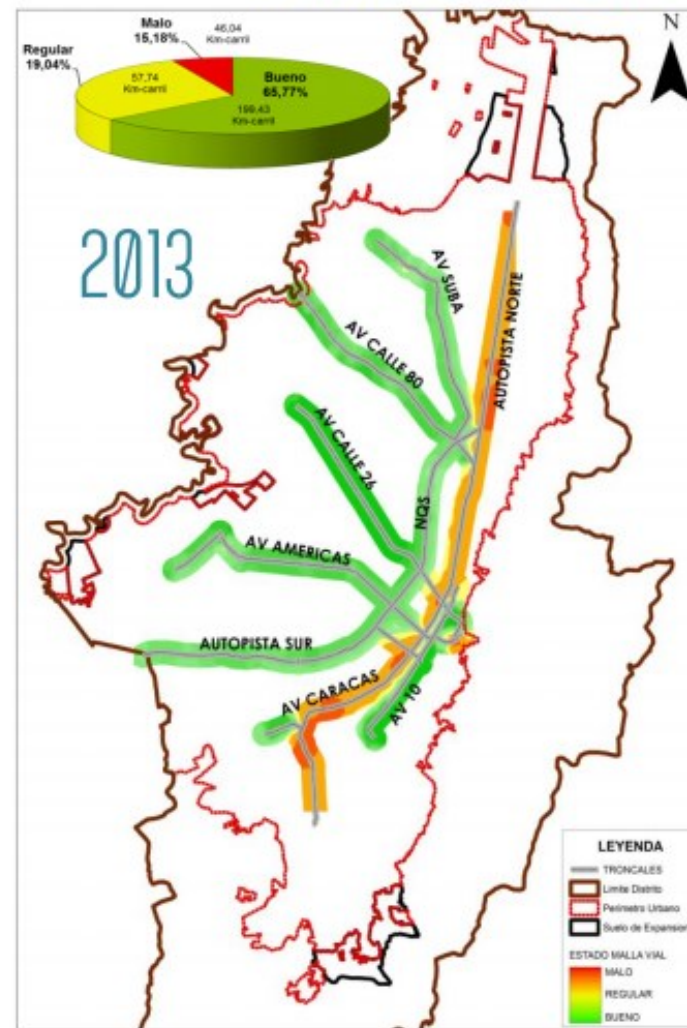 Malo
15,18%
46,04
Km-carril
N
Regular
19,04%
57,74
Km-carril
Bueno
65,77%
199,43
Km-carril
2013
AV SUBA
AUTOPISTA NORTE
AV CALLE 80
AV CALLE 26
NQS
AV AMERICAS
AUTOPISTA SUR
AV CARACAS
AV 10
LEYENDA
TRONCALES
Limite Distrito
Perimetro Urbano
Suelo de Expansion
ESTADO MALLA VIAL
MALO
REGULAR
BUENO